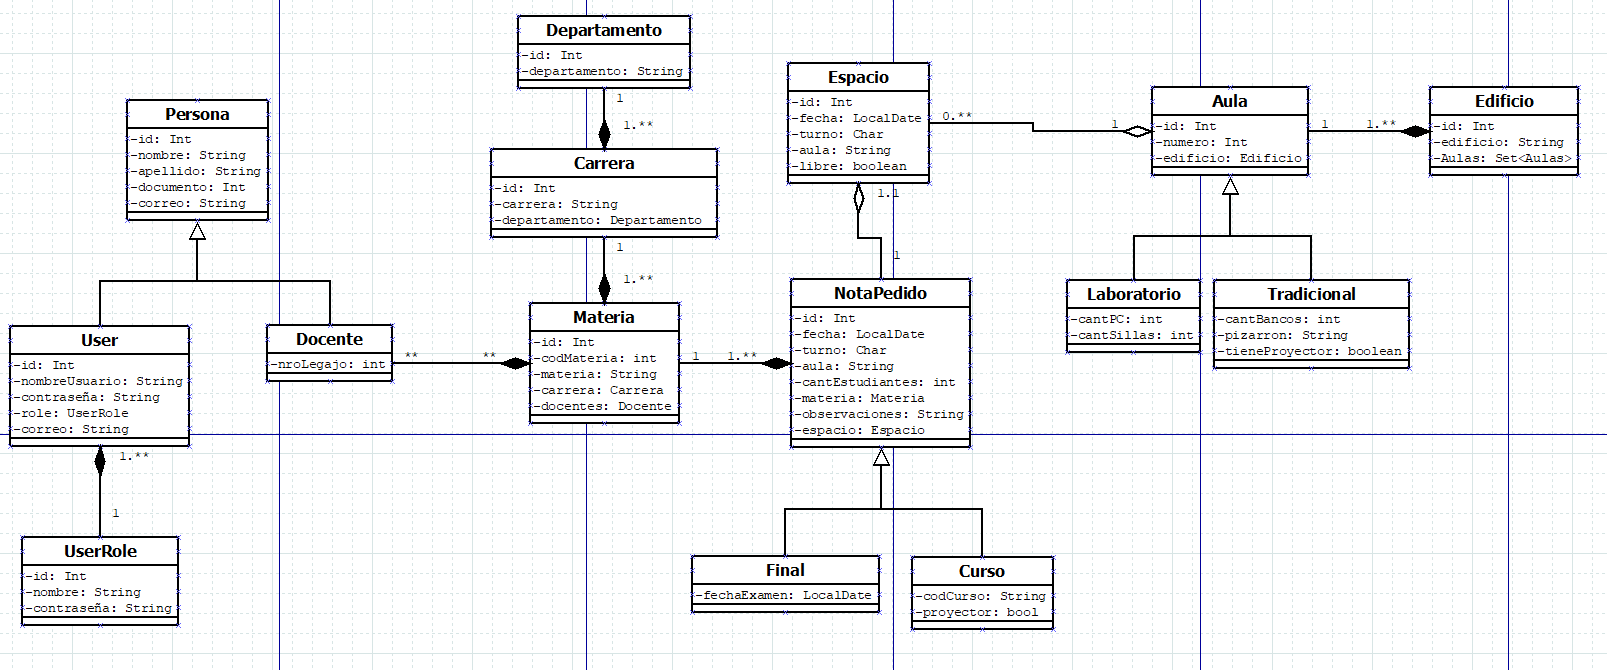 Departamento
-id: Int
-departamento: String
1
1.**
Persona
-id: Int
-nombre: String
-apellido: String
-documento: Int
-correo: String
Carrera
-id: Int
-carrera: String
-departamento: Departamento
1
1.**
Espacio
-id: Int
-fecha: LocalDate
-turno: Char
-aula: String
-libre: boolean
0.**
1
1.1
1
Aula
-id: Int
-numero: Int
-edificio: Edificio
1
1.**
Edificio
-id: Int
-edificio: String
-Aulas: Set<Aulas>
User
-id: Int
-nombreUsuario: String
-contraseña: String
-role: UserRole
-correo: String
1.**
1
Docente
-nroLegajo: int
**
**
Materia
-id: Int
-codMateria: int
-materia: String
-carrera: Carrera
-docentes: Docente
1
1.**
NotaPedido
-id: Int
-fecha: LocalDate
-turno: Char
-aula: String
-cantEstudiantes: int
-materia: Materia
-observaciones: String
-espacio: Espacio
Laboratorio
-cantPC: int
-cantSillas: int
Tradicional
-cantBancos: int
-pizarron: String
-tieneProyector: boolean
UserRole
-id: Int
-nombre: String
-contraseña: String
Final
-fechaExamen: LocalDate
Curso
-codCurso: String
-proyector: bool